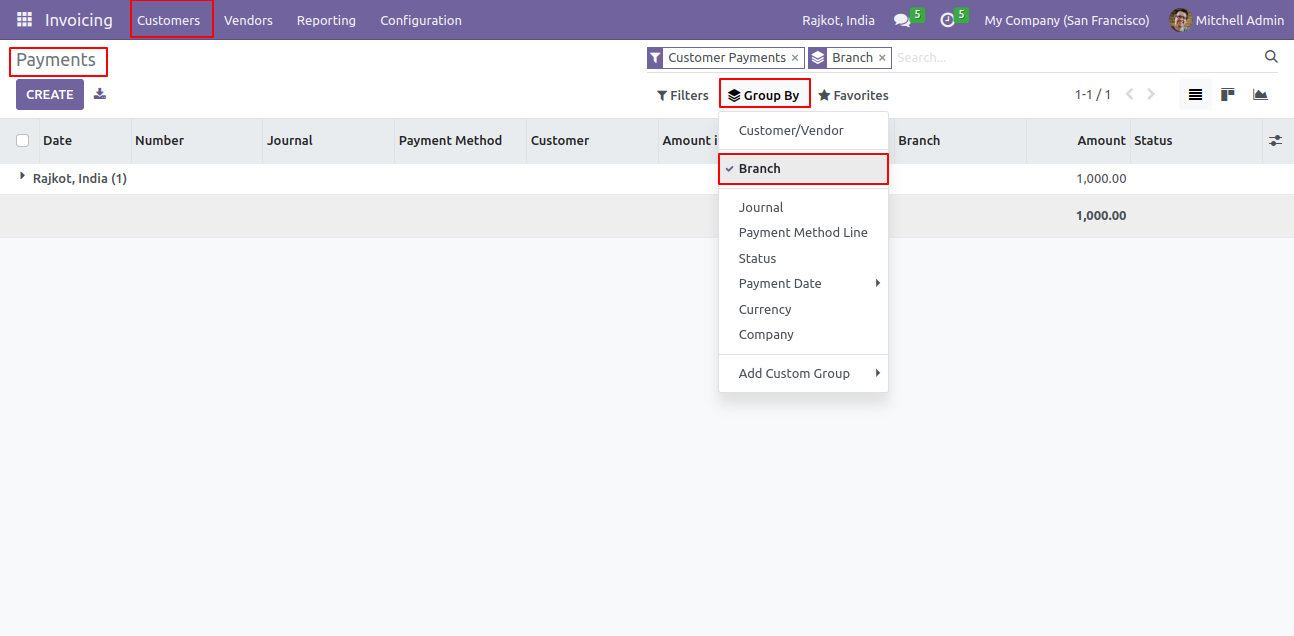 Invoicing Customers Vendors Reporting Configuration Rajkot, India 5 5 My Company (San Francisco) Mitchell Admin
Payments Customer Payments × Branch × Search...
CREATE Filters Group By Favorites 1-1 / 1
Date Number Journal Payment Method Customer Amount i Branch Amount Status
Rajkot, India (1) 1,000.00
1,000.00
Customer/Vendor
Branch
Journal
Payment Method Line
Status
Payment Date
Currency
Company
Add Custom Group